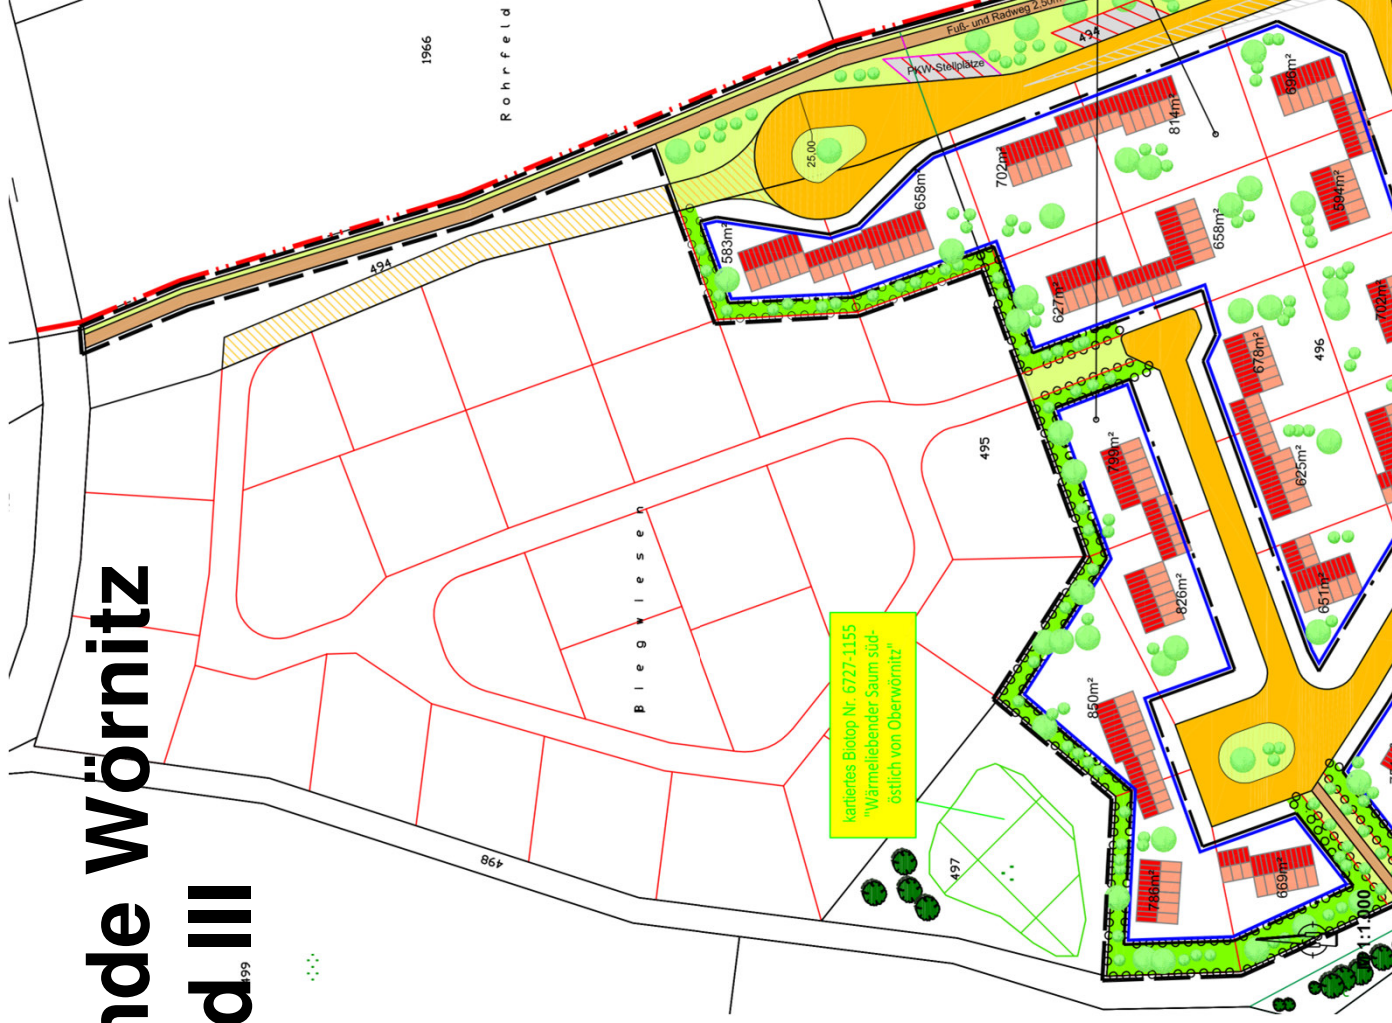 nde Wörnitz
d III
1966
Rohrfeld
Fuß- und Radweg 2.50m
494
PKW-Stellplätze
25.00
494
583m²
658m²
702m²
814m²
696m²
594m²
658m²
627m²
702m²
678m²
496
625m²
651m²
495
799m²
826m²
850m²
786m²
669m²
Biegwiesen
kartiertes Biotop Nr. 6727-1155
"Wärmeliebender Saum süd-
östlich von Oberwörnitz"
497
498
499
1:1.000